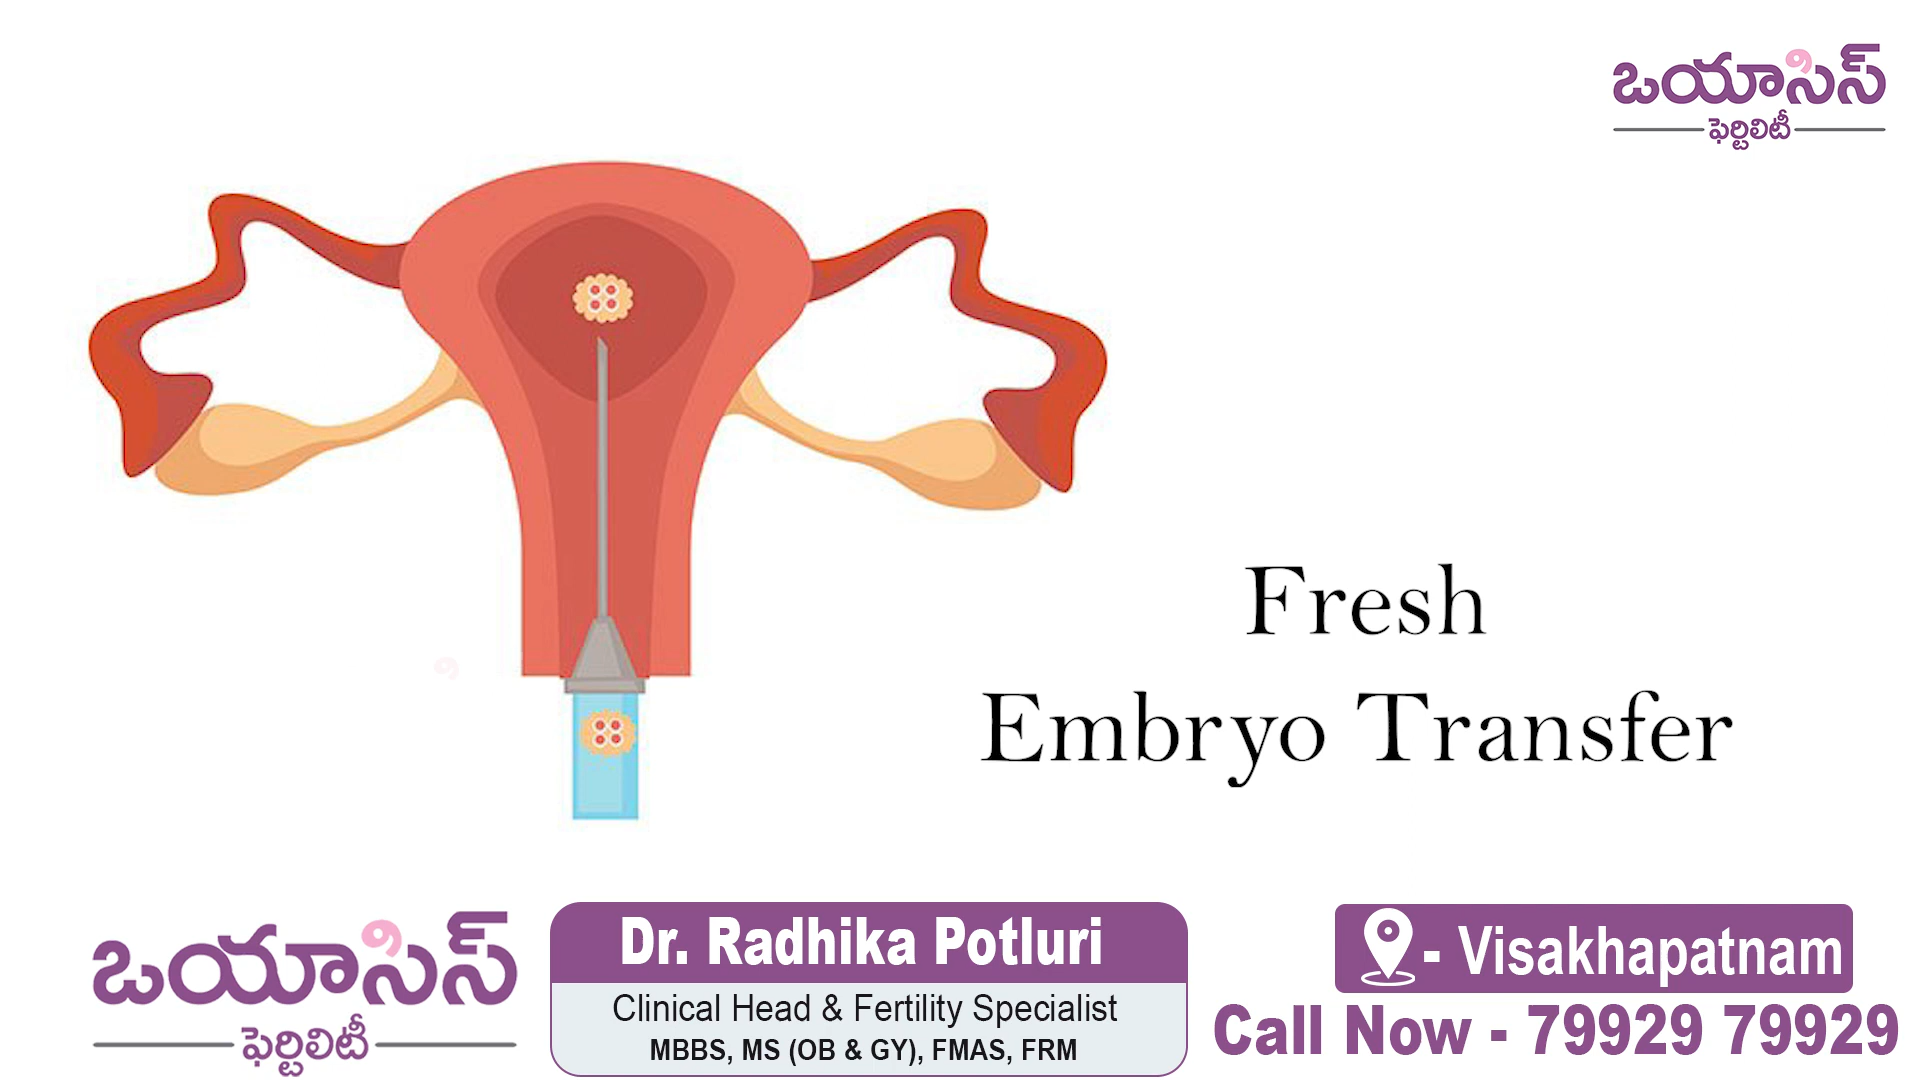 ఒయాసిస్
ఫెర్టిలిటీ
Fresh
Embryo Transfer
ఒయాసిస్
ఫెర్టిలిటీ
Dr. Radhika Potluri
Clinical Head & Fertility Specialist
MBBS, MS (OB & GY), FMAS, FRM
- Visakhapatnam
Call Now - 79929 79929